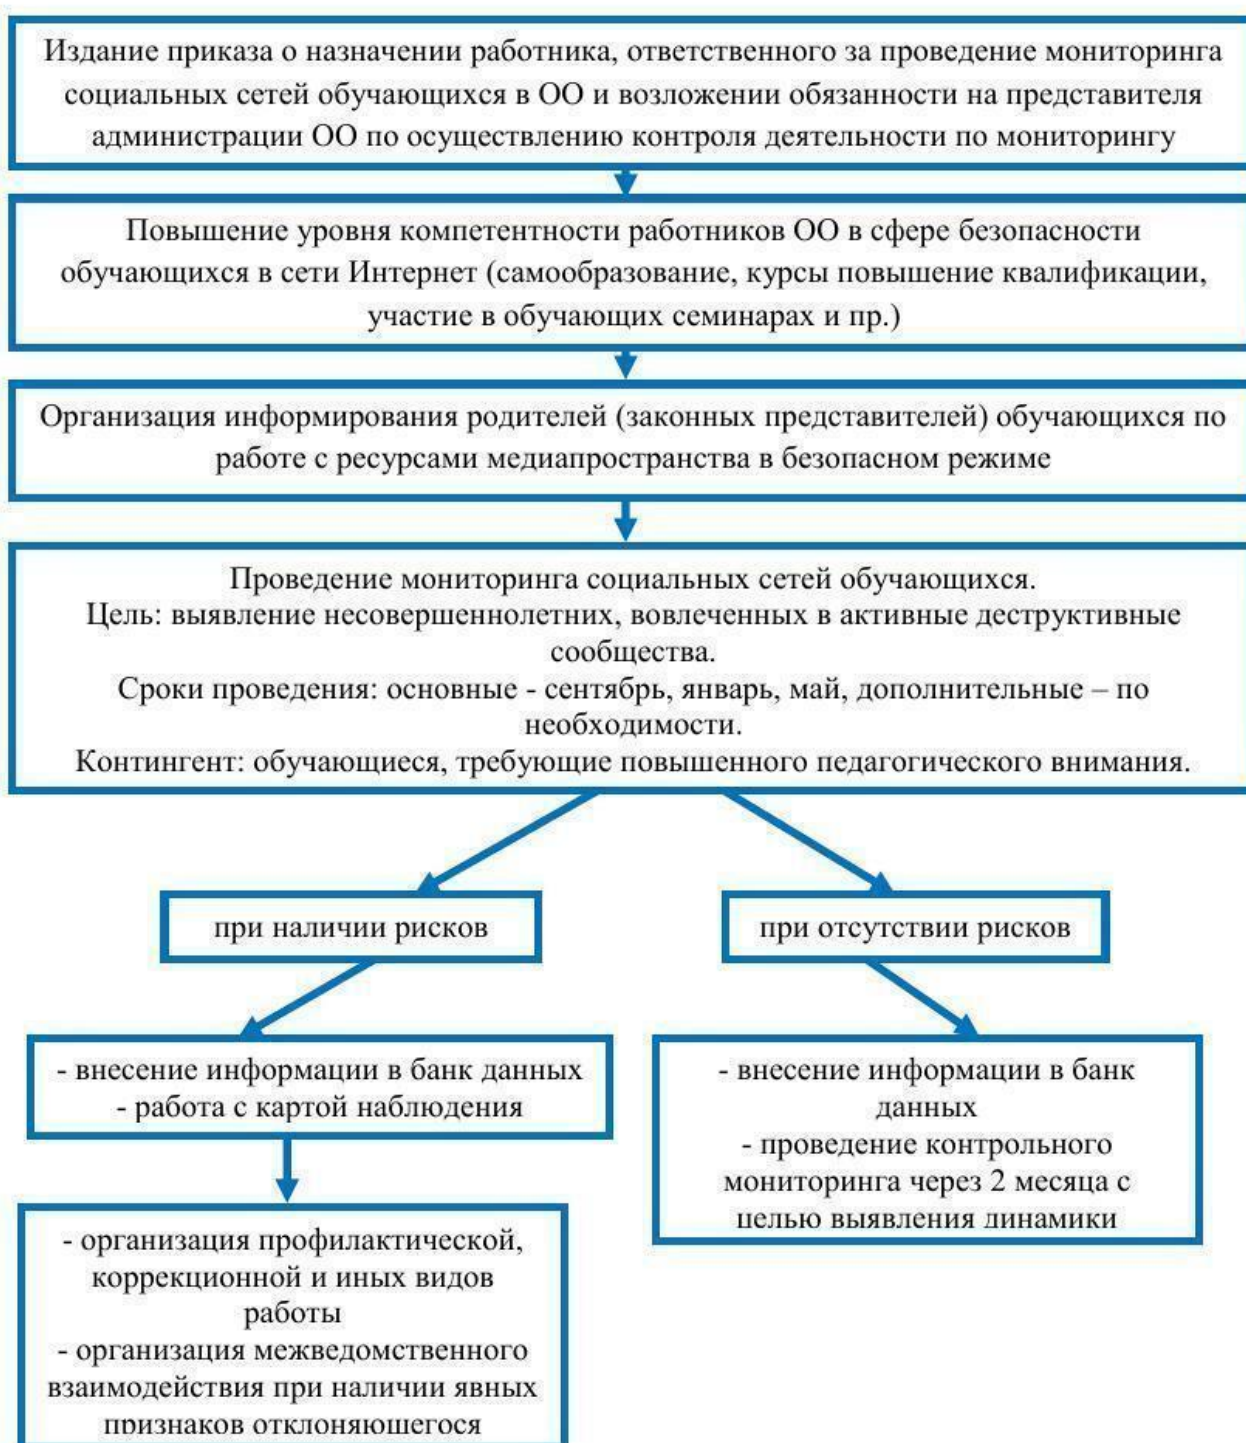 Издание приказа о назначении работника, ответственного за проведение мониторинга
социальных сетей обучающихся в ОО и возложении обязанности на представителя
администрации ОО по осуществлению контроля деятельности по мониторингу
Повышение уровня компетентности работников ОО в сфере безопасности
обучающихся в сети Интернет (самообразование, курсы повышение квалификации,
участие в обучающих семинарах и пр.)
Организация информирования родителей (законных представителей) обучающихся по
работе с ресурсами медиапространства в безопасном режиме
Проведение мониторинга социальных сетей обучающихся.
Цель: выявление несовершеннолетних, вовлеченных в активные деструктивные
сообщества.
Сроки проведения: основные - сентябрь, январь, май, дополнительные – по
необходимости.
Контингент: обучающиеся, требующие повышенного педагогического внимания.
при наличии рисков
при отсутствии рисков
- внесение информации в банк данных
- работа с картой наблюдения
- внесение информации в банк
данных
- проведение контрольного
мониторинга через 2 месяца с
целью выявления динамики
- организация профилактической,
коррекционной и иных видов
работы
- организация межведомственного
взаимодействия при наличии явных
признаков отклоняющегося